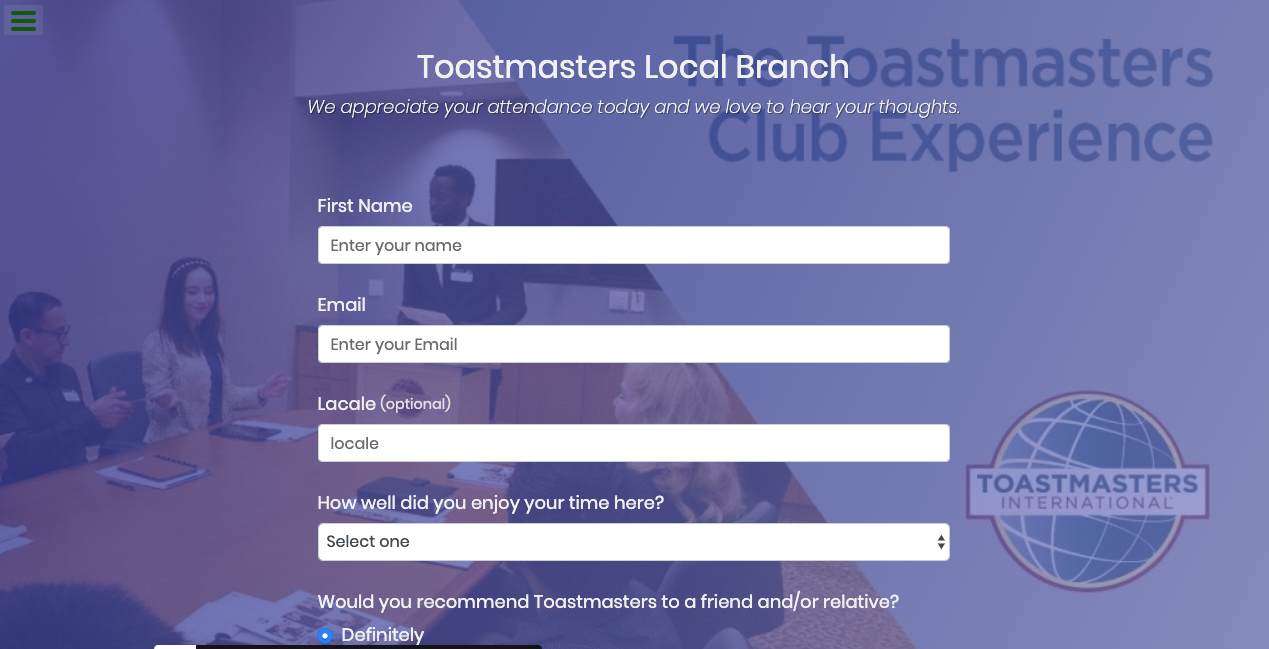 The Toastmasters
Club Experience
Toastmasters Local Branch
We appreciate your attendance today and we love to hear your thoughts.
First Name
Enter your name
Email
Enter your Email
Lacale (optional)
locale
How well did you enjoy your time here?
Select one
TOASTMASTERS
INTERNATIONAL
Would you recommend Toastmasters to a friend and/or relative?
Definitely